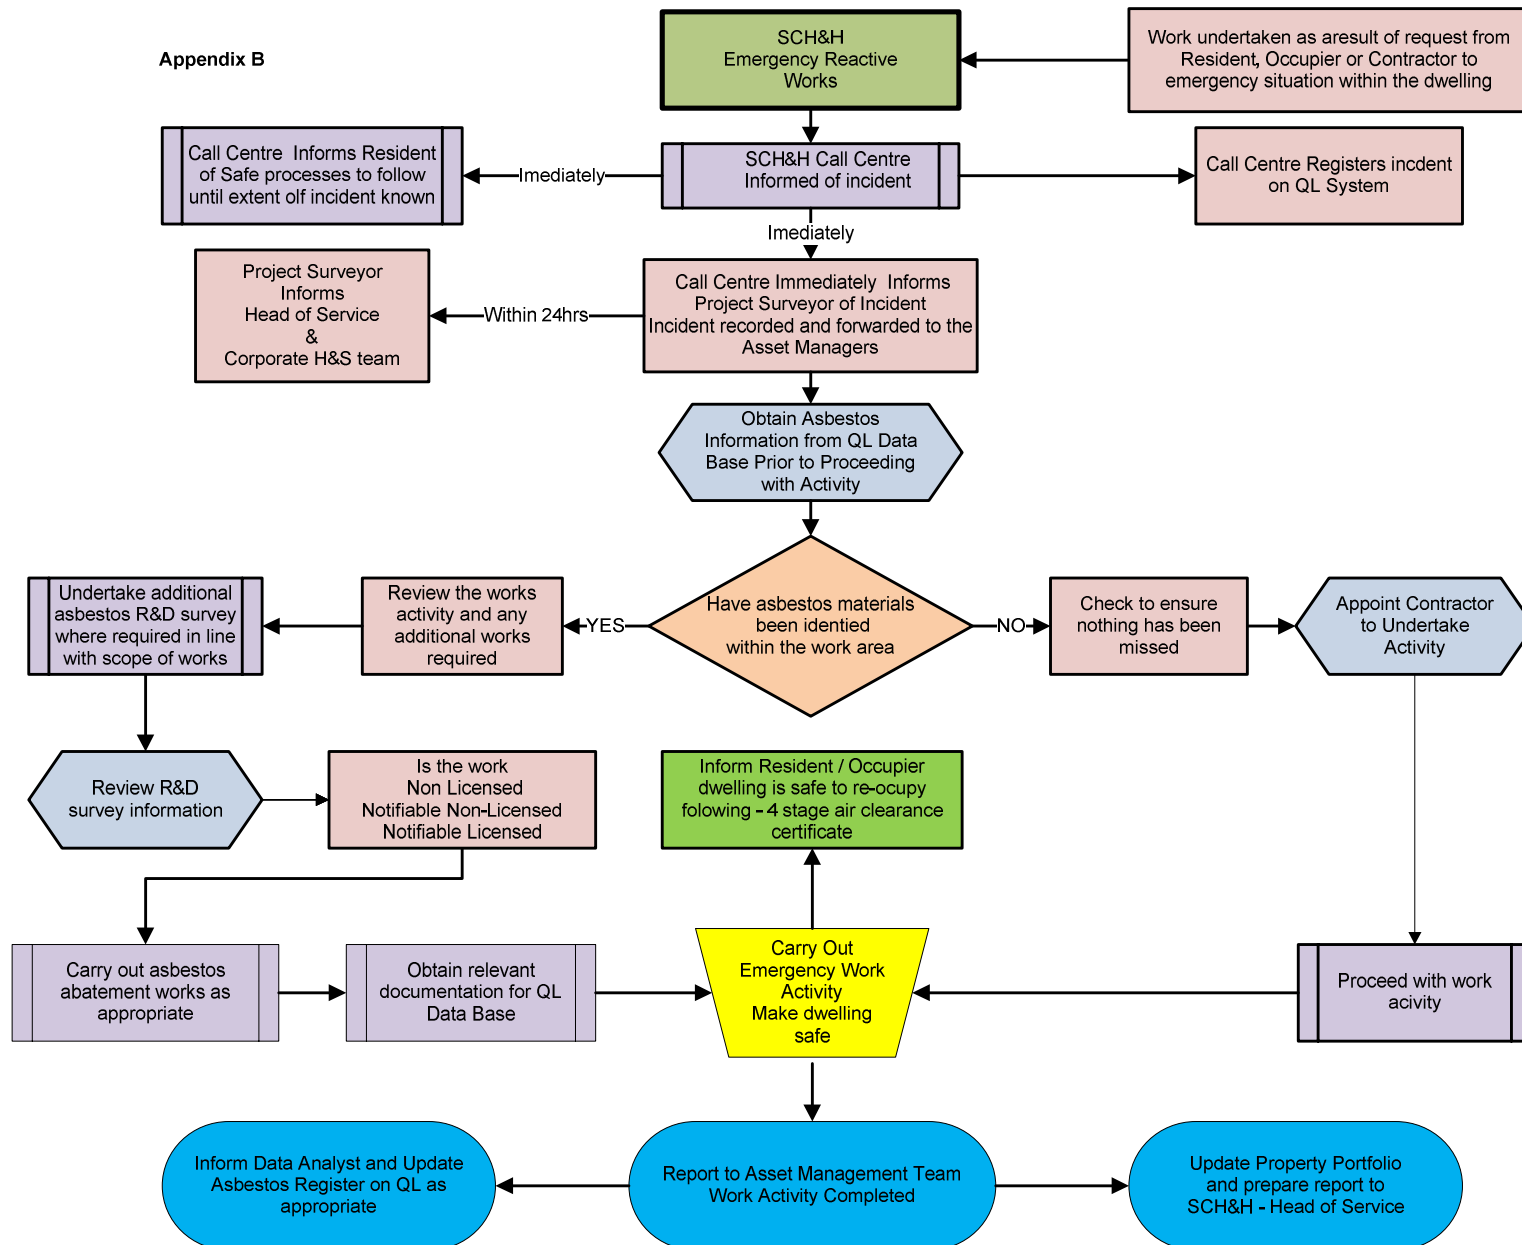 Appendix B
SCH&H
Emergency Reactive
Works
Work undertaken as aresult of request from
Resident, Occupier or Contractor to
emergency situation within the dwelling
Call Centre Informs Resident
of Safe processes to follow
until extent olf incident known
Imediately
SCH&H Call Centre
Informed of incident
Call Centre Registers incdent
on QL System
Imediately
Project Surveyor
Informs
Head of Service
&
Corporate H&S team
Within 24hrs
Call Centre Immediately Informs
Project Surveyor of Incident
Incident recorded and forwarded to the
Asset Managers
Obtain Asbestos
Information from QL Data
Base Prior to Proceeding
with Activity
Undertake additional
asbestos R&D survey
where required in line
with scope of works
Review the works
activity and any
additional works
required
YES
Have asbestos materials
been identied
within the work area
NO
Check to ensure
nothing has been
missed
Appoint Contractor
to Undertake
Activity
Review R&D
survey information
Is the work
Non Licensed
Notifiable Non-Licensed
Notifiable Licensed
Inform Resident / Occupier
dwelling is safe to re-ocupy
folowing - 4 stage air clearance
certificate
Carry out asbestos
abatement works as
appropriate
Obtain relevant
documentation for QL
Data Base
Carry Out
Emergency Work
Activity
Make dwelling
safe
Proceed with work
acivity
Inform Data Analyst and Update
Asbestos Register on QL as
appropriate
Report to Asset Management Team
Work Activity Completed
Update Property Portfolio
and prepare report to
SCH&H - Head of Service